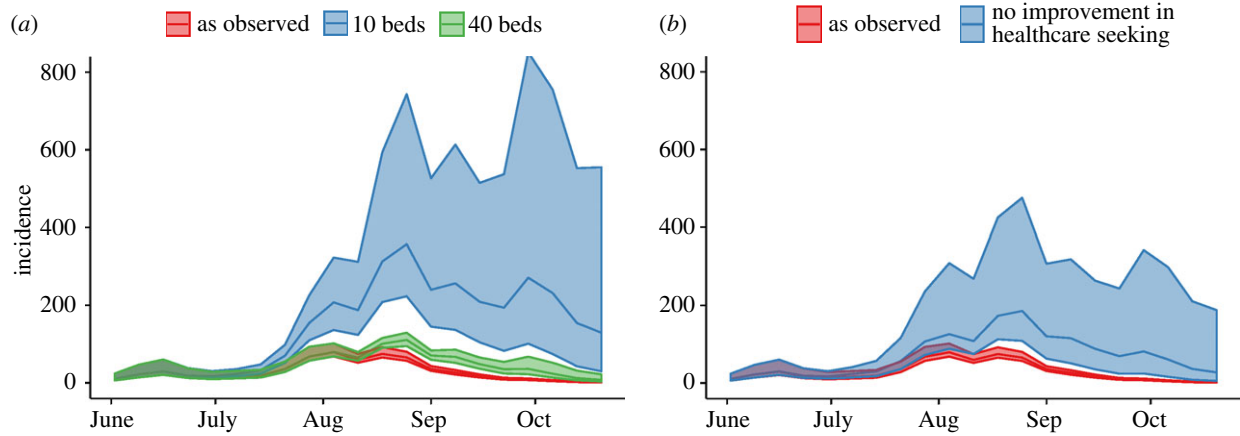 (a)
as observed 10 beds 40 beds
800
600
400
200
0
incidence
June July Aug Sep Oct
(b)
as observed no improvement in
healthcare seeking
800
600
400
200
0
June July Aug Sep Oct